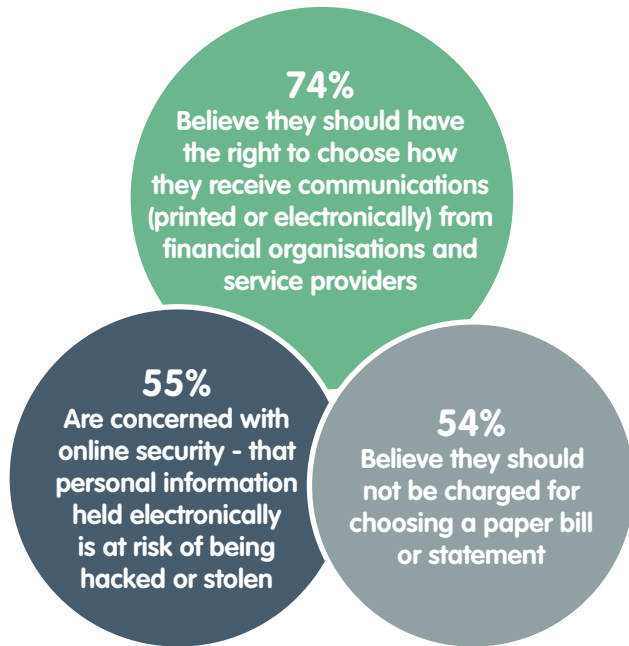 74%
Believe they should have
the right to choose how
they receive communications
(printed or electronically) from
financial organisations and
service providers
55%
Are concerned with
online security - that
personal information
held electronically
is at risk of being
hacked or stolen
54%
Believe they should
not be charged for
choosing a paper bill
or statement